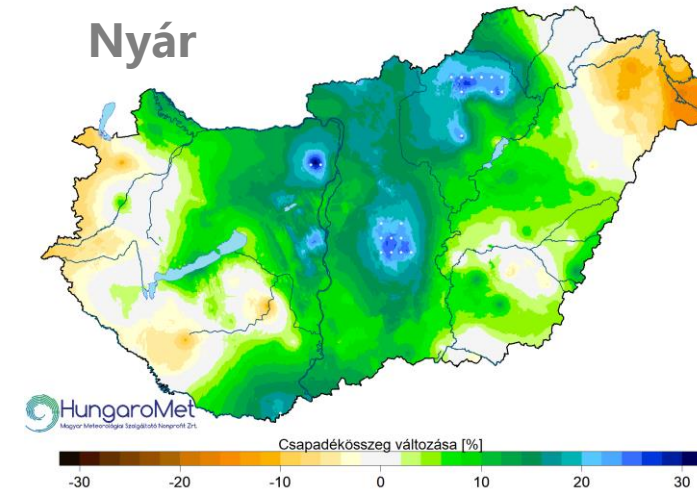 Nyár
HungaroMet
Magyar Meteorológiai Szolgáltató Nonprofit Zrt.
Csapadékösszeg változása [%]
-30 -20 -10 0 10 20 30